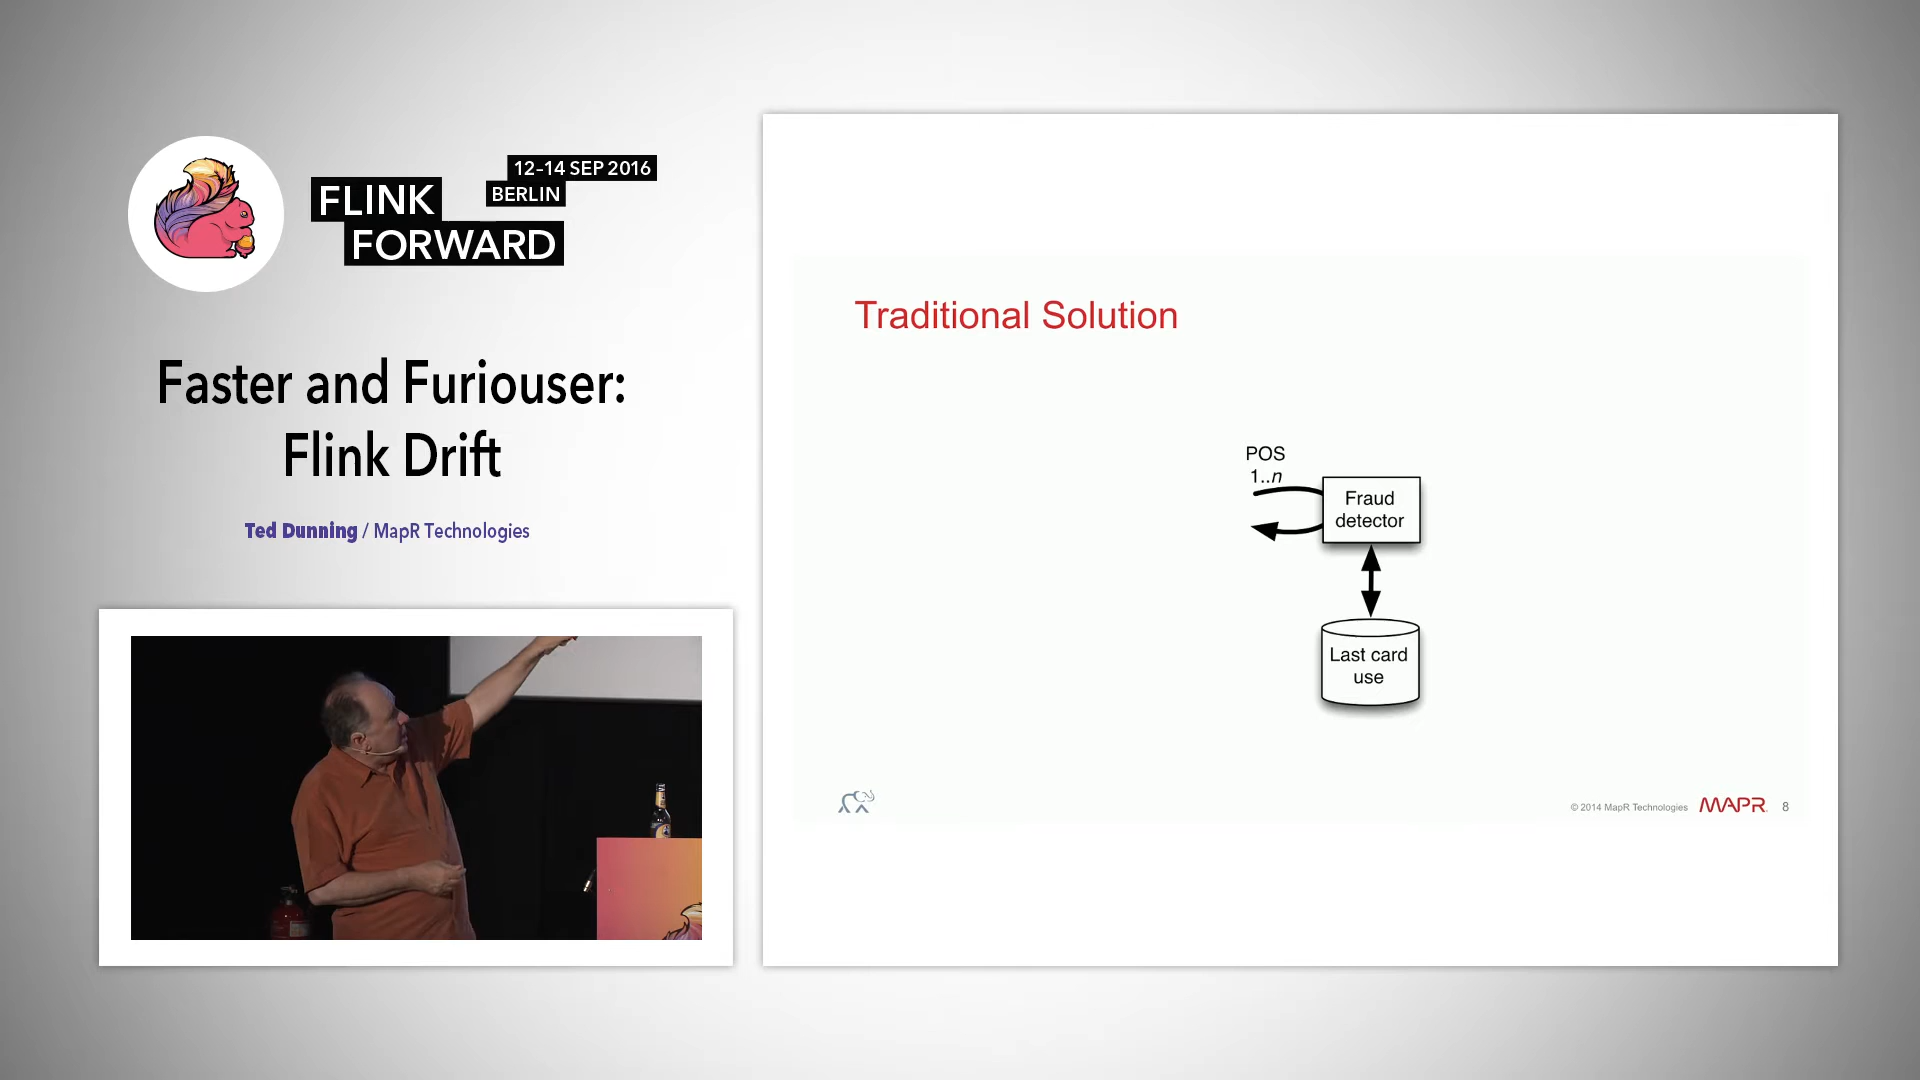 12-14 SEP 2016
BERLIN
FLINK
FORWARD
Faster and Furiouser:
Flink Drift
Ted Dunning / MapR Technologies
Traditional Solution
POS
1..n
Fraud
detector
Last card
use
© 2014 MapR Technologies MAPR 8